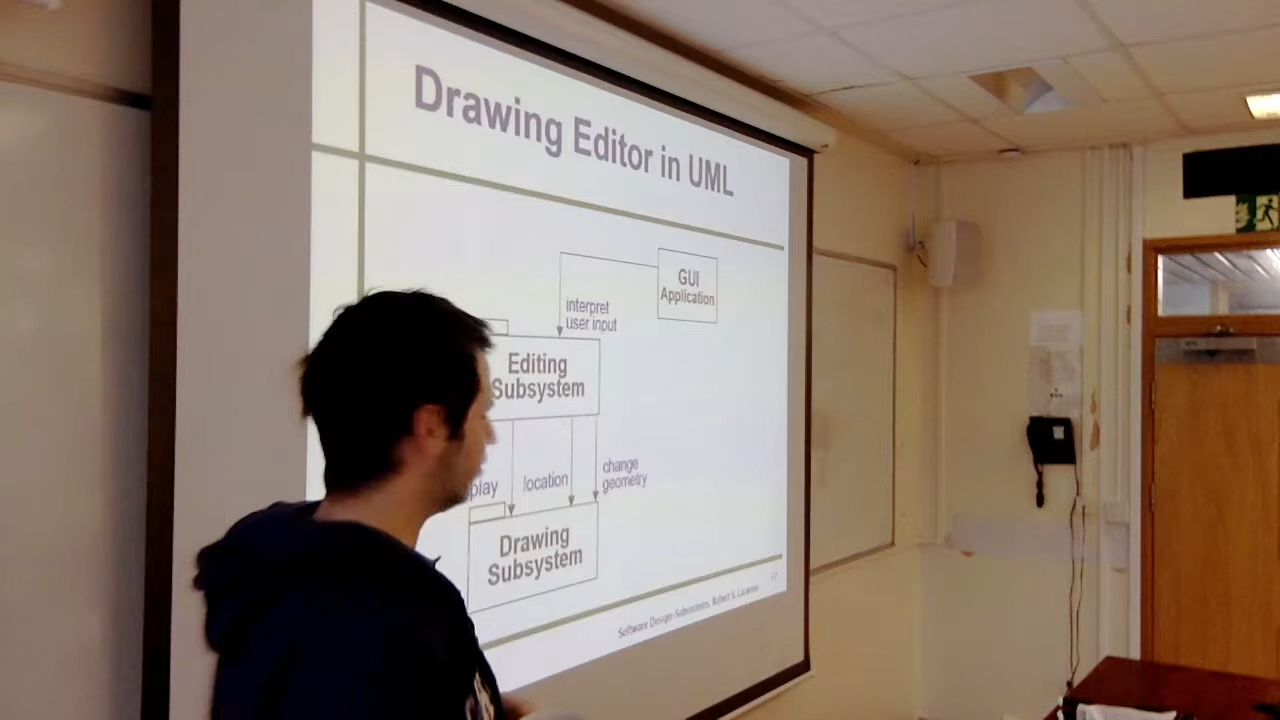 Drawing Editor in UML
GUI
Application
interpret
user input
Editing
Subsystem
play
location
change
geometry
Drawing
Subsystem
Software Design: Subsystems, Robert S. Laramee